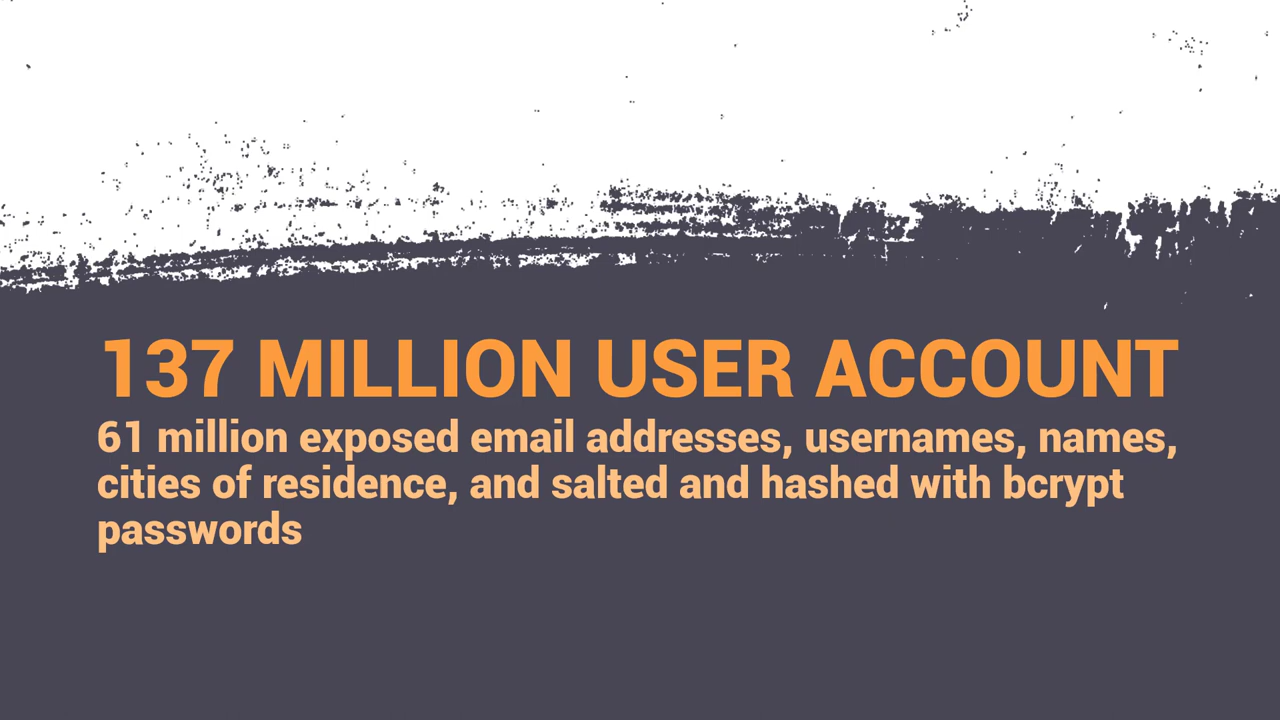 137 MILLION USER ACCOUNT
61 million exposed email addresses, usernames, names,
cities of residence, and salted and hashed with bcrypt
passwords